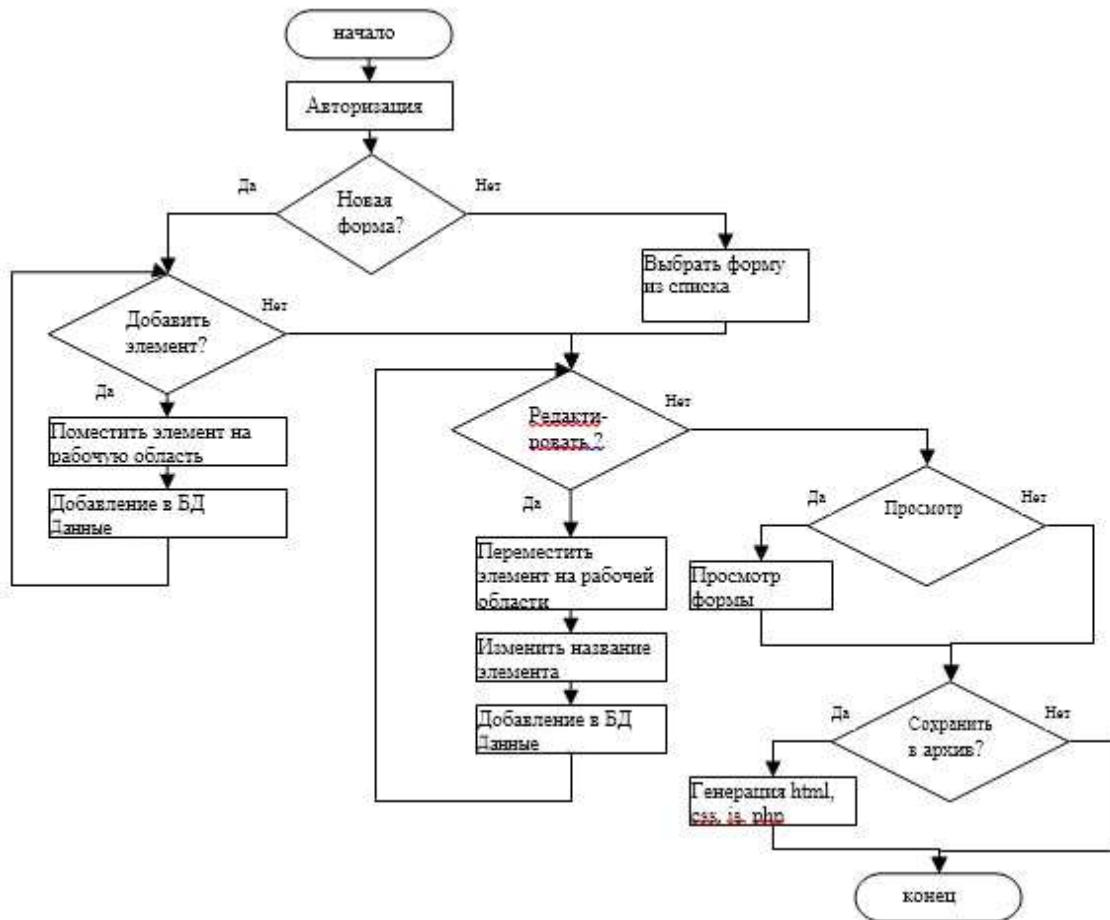 начало
Авторизация
Да
Нет
Новая
форма?
Выбрать форму
из списка
Нет
Добавить
элемент?
Да
Поместить элемент на
рабочую область
Добавление в БД
Данные
Нет
Редакти-
ровать ?
Да
Переместить
элемент на рабочей
области
Изменить название
элемента
Добавление в БД
Данные
Да
Нет
Просмотр
Просмотр
формы
Да
Нет
Сохранить
в архив?
Генерация html,
css, js, php
конец